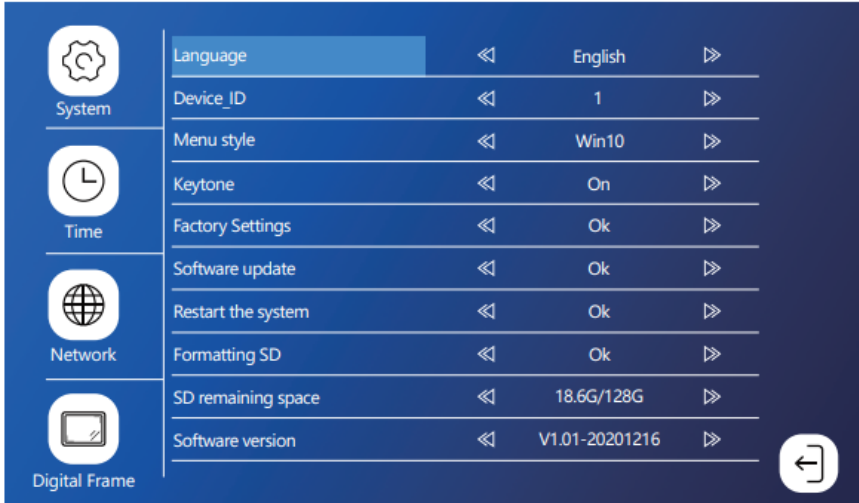 System
Time
Network
Digital Frame
Language English
Device_ID 1
Menu style Win10
Keytone On
Factory Settings Ok
Software update Ok
Restart the system Ok
Formatting SD Ok
SD remaining space 18.6G/128G
Software version V1.01-20201216